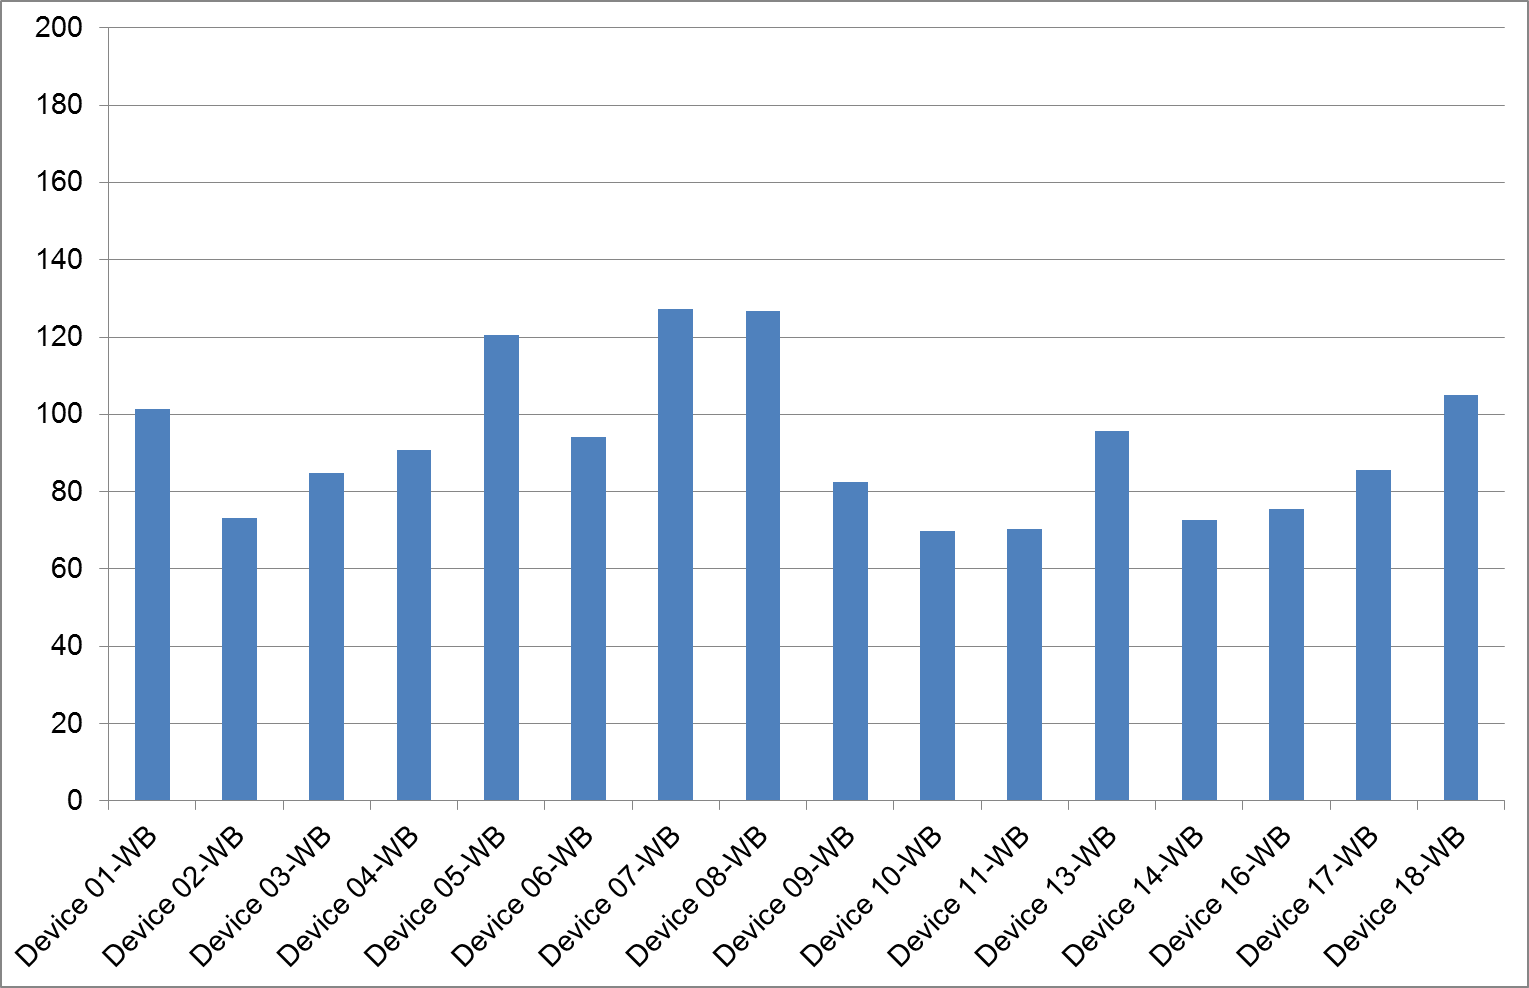 200
180
160
140
120
100
80
60
40
20
0
Device 01-WB
Device 02-WB
Device 03-WB
Device 04-WB
Device 05-WB
Device 06-WB
Device 07-WB
Device 08-WB
Device 09-WB
Device 10-WB
Device 11-WB
Device 13-WB
Device 14-WB
Device 16-WB
Device 17-WB
Device 18-WB